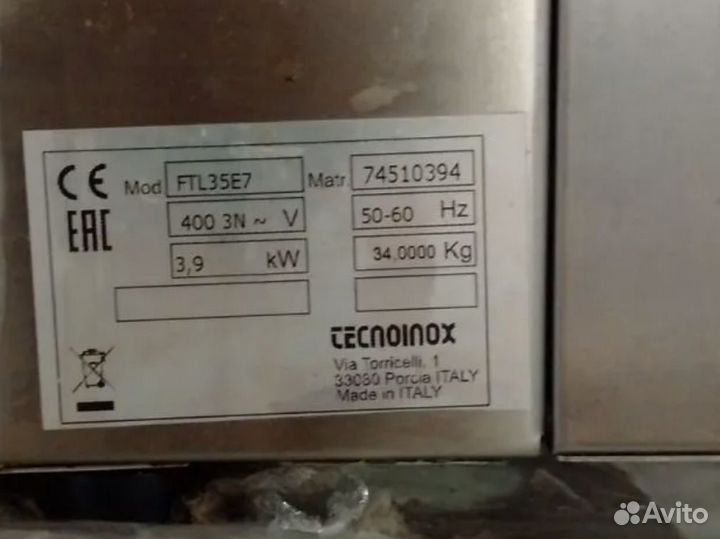 CE Mod FTL35E7 Matr. 74510394
EAC 400 3N ~ V 50-60 Hz
3,9 kW 34,0000 Kg
TECNOINOX
Via Torricelli, 1
33080 Porcia ITALY
Made in ITALY
Avito